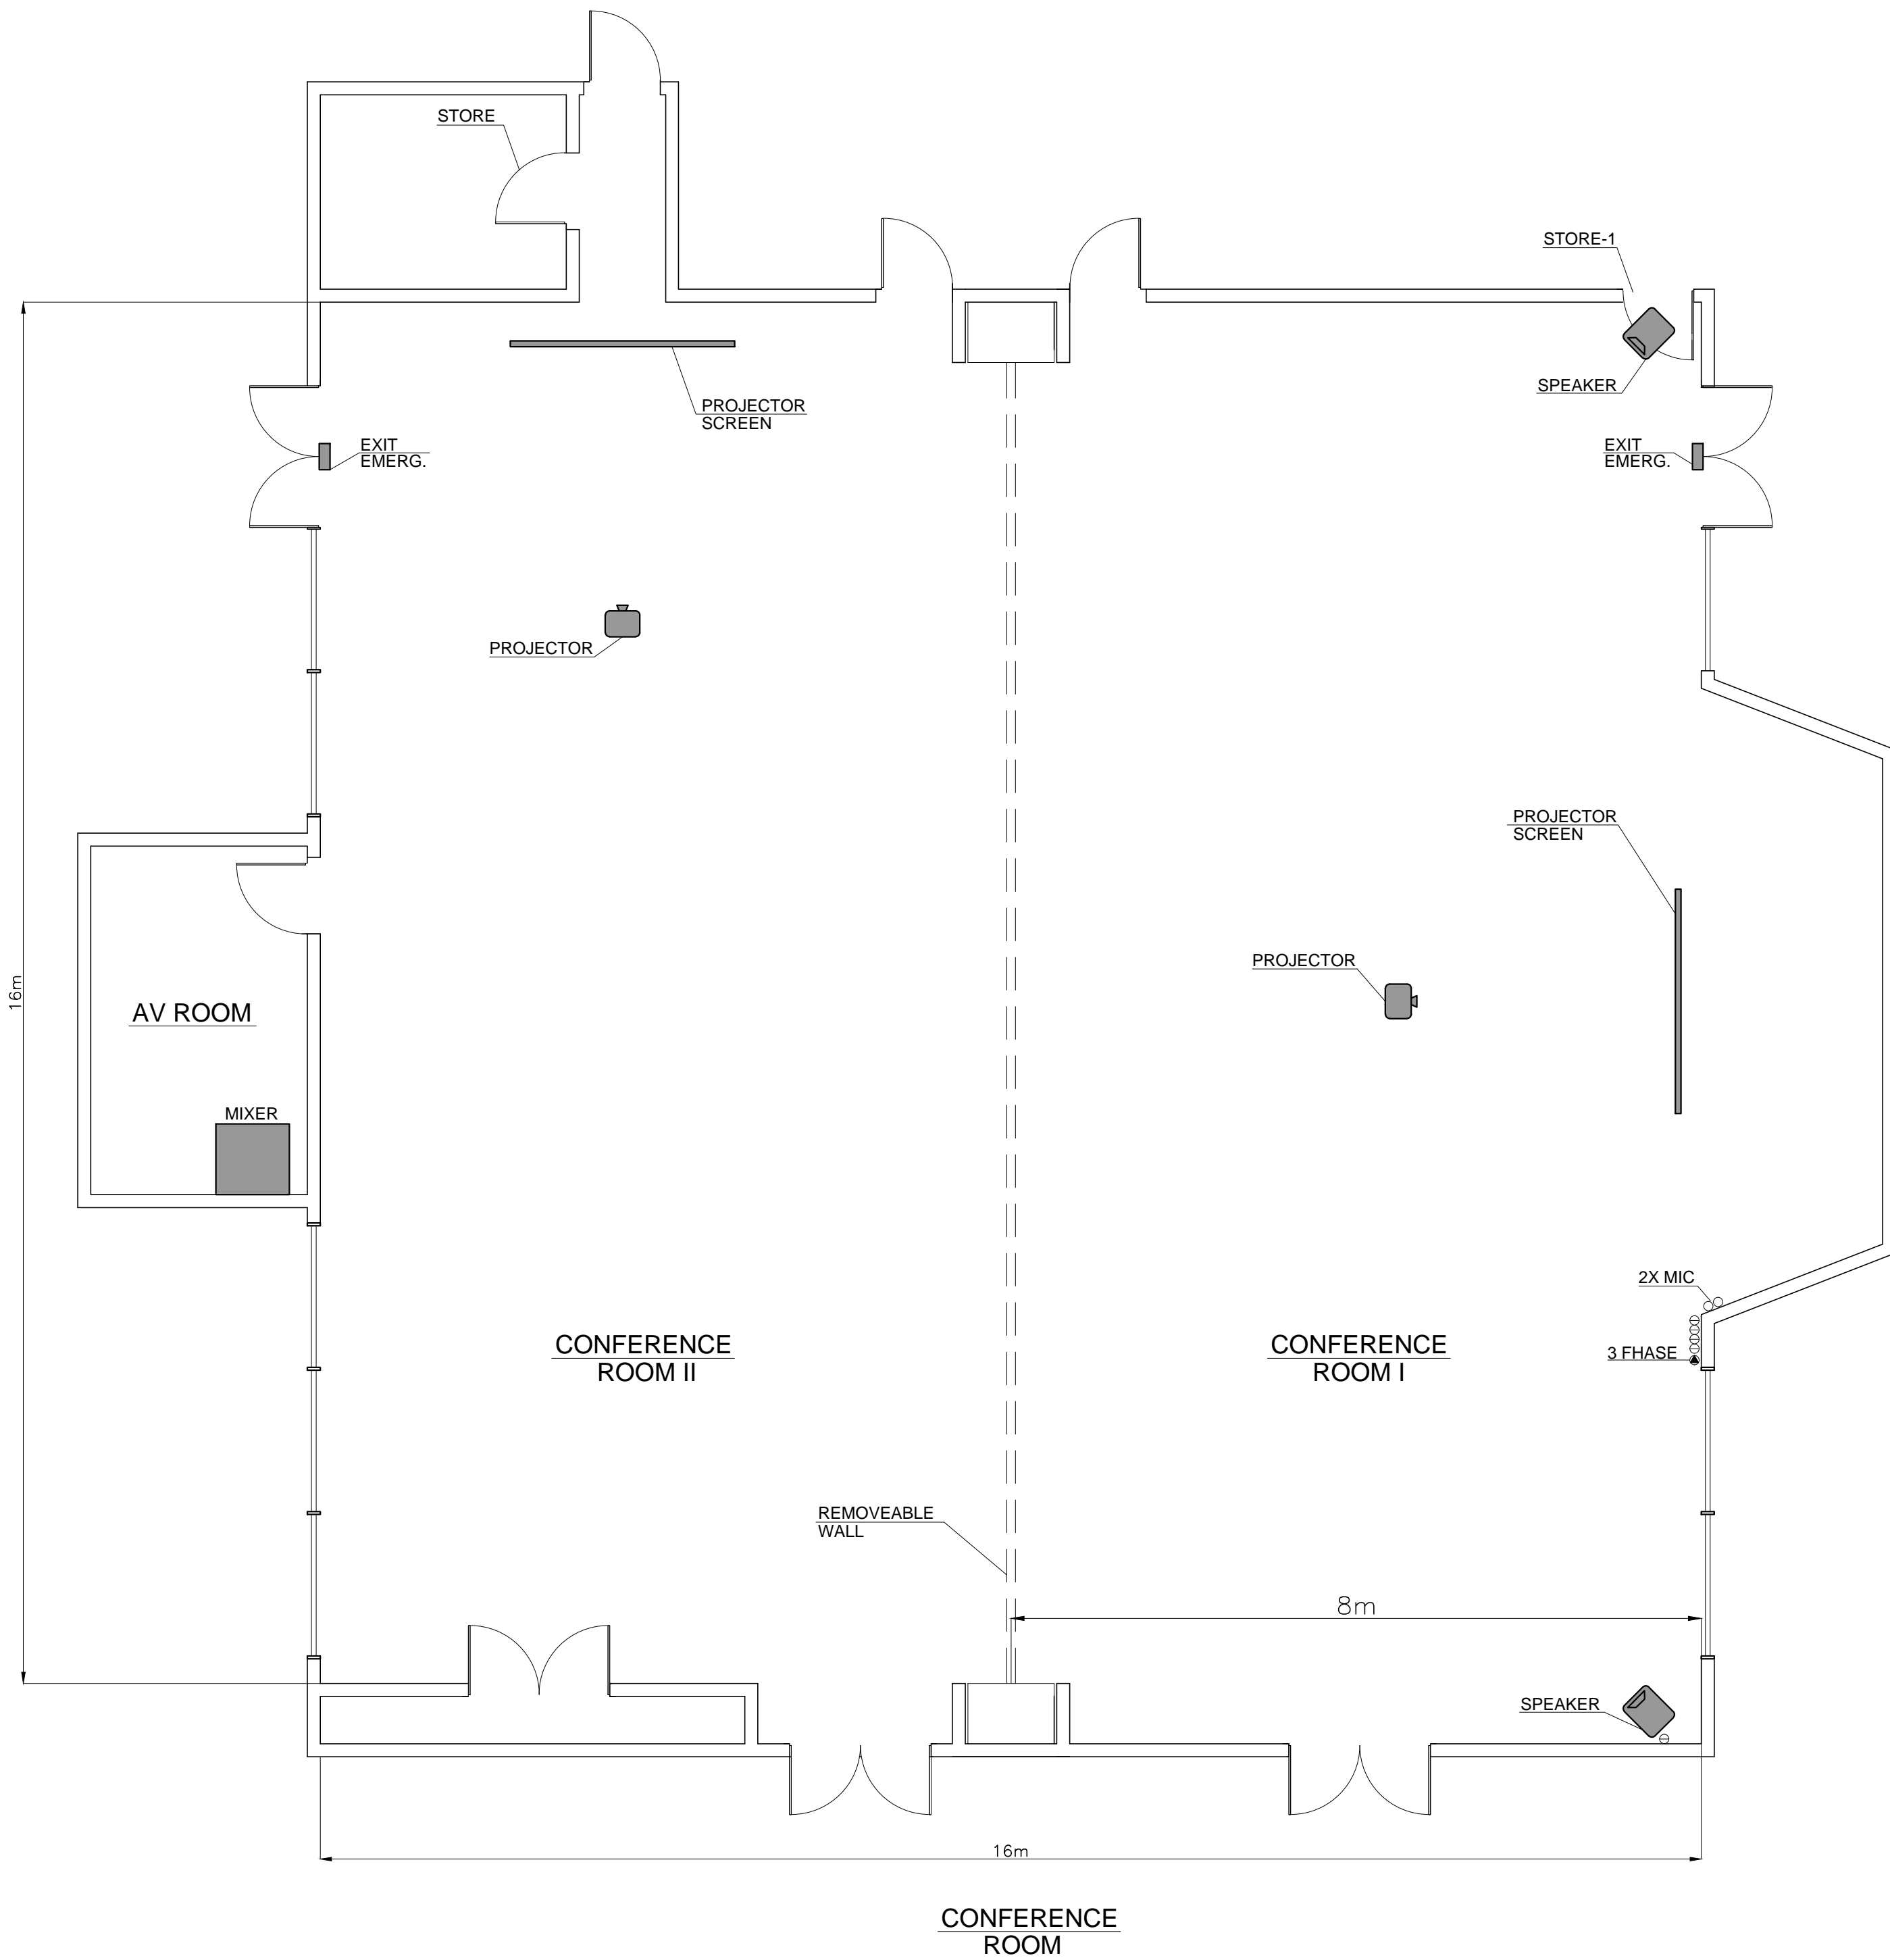 STORE
STORE-1
SPEAKER
PROJECTOR
SCREEN
EXIT
EMERG.
EXIT
EMERG.
PROJECTOR
PROJECTOR
SCREEN
PROJECTOR
16m
AV ROOM
MIXER
2X MIC
CONFERENCE
ROOM II
CONFERENCE
ROOM I
3 FHASE
REMOVEABLE
WALL
8m
SPEAKER
16m
CONFERENCE
ROOM